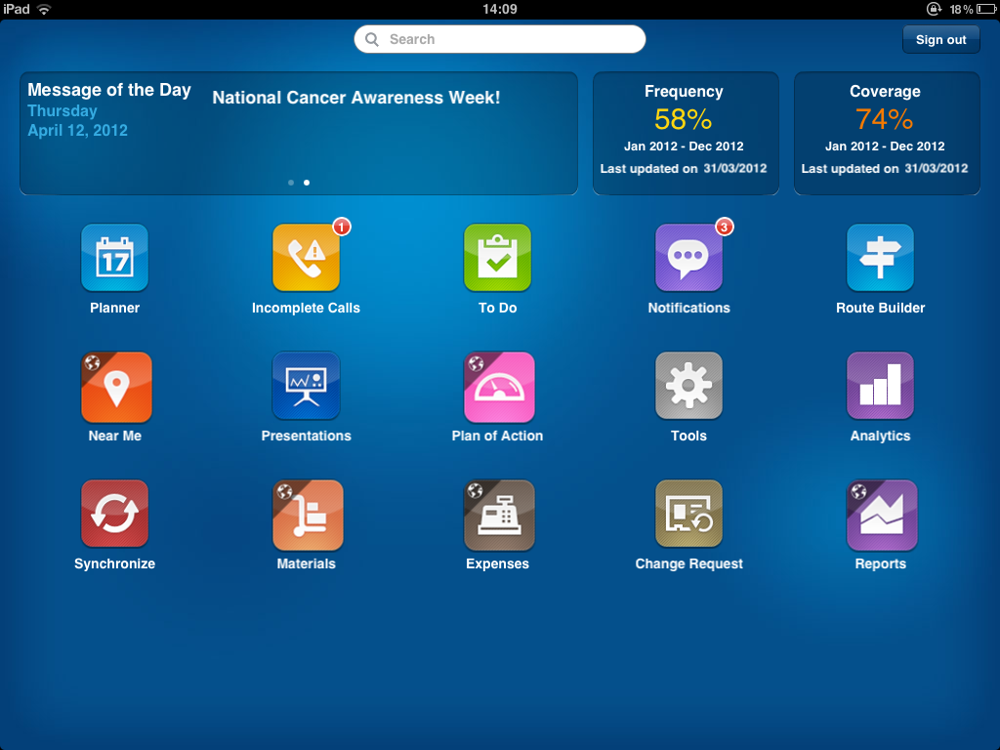 iPad 14:09 18%
Search
Sign out
Message of the Day
Thursday
April 12, 2012
National Cancer Awareness Week!
Frequency
58%
Jan 2012 - Dec 2012
Last updated on 31/03/2012
Coverage
74%
Jan 2012 - Dec 2012
Last updated on 31/03/2012
17
1
3
Planner
Incomplete Calls
To Do
Notifications
Route Builder
Near Me
Presentations
Plan of Action
Tools
Analytics
Synchronize
Materials
Expenses
Change Request
Reports